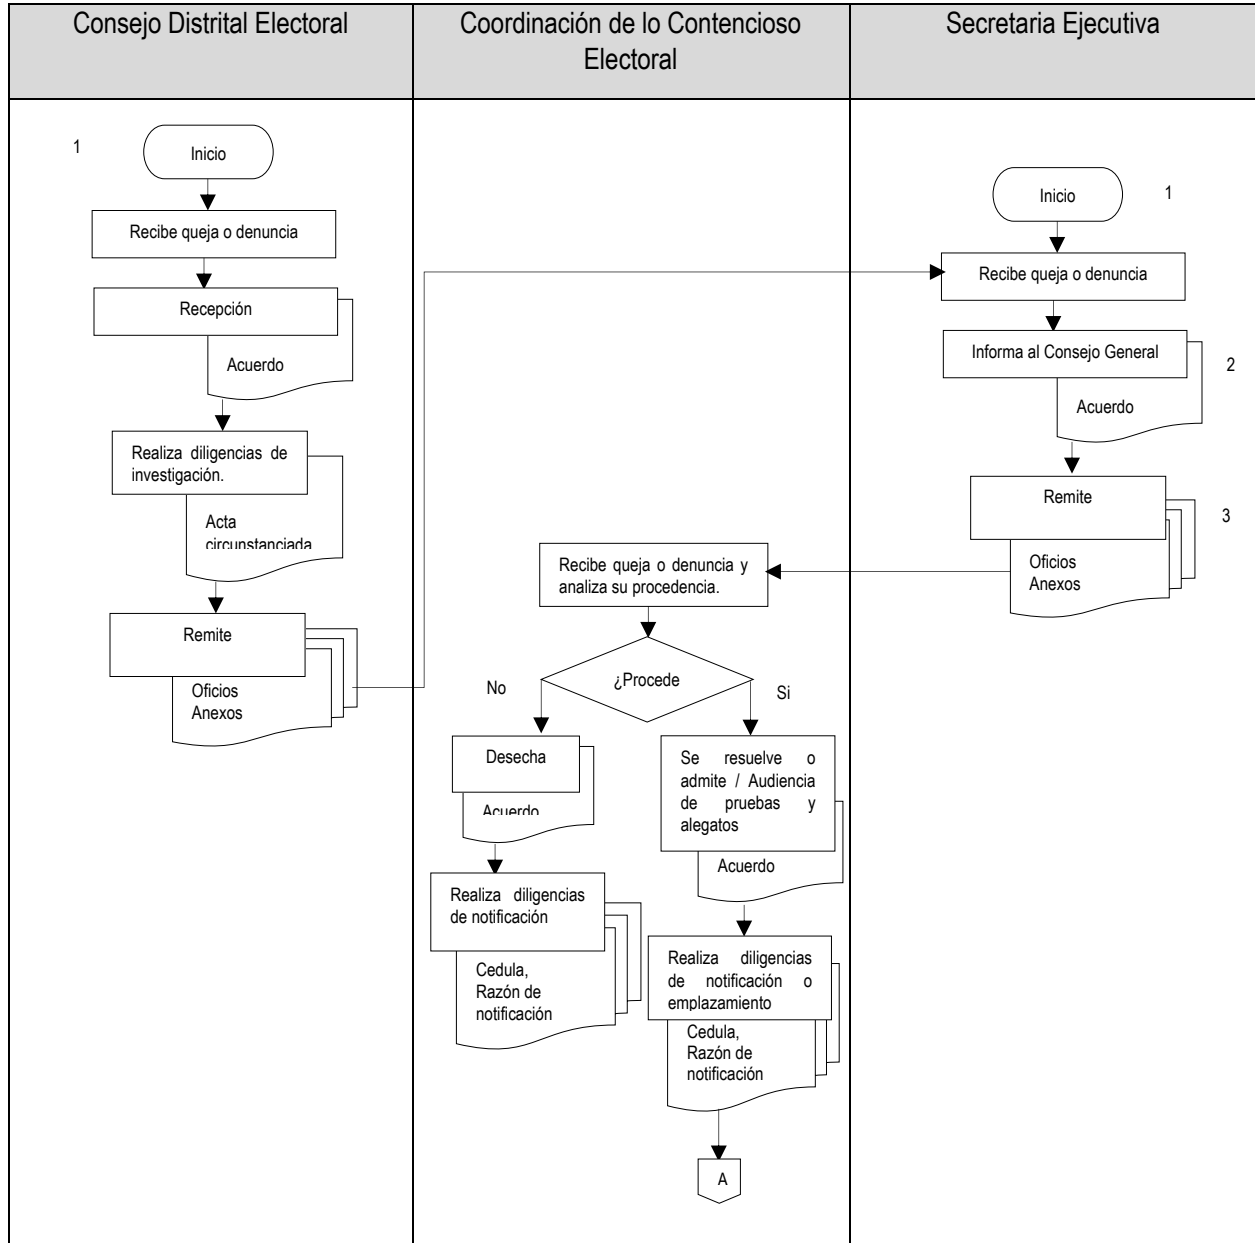 Consejo Distrital Electoral
Coordinación de lo Contencioso
Electoral
Secretaria Ejecutiva
1
Inicio
Recibe queja o denuncia
Recepción
Acuerdo
Realiza diligencias de
investigación.
Acta
circunstanciada
Remite
Oficios
Anexos
Recibe queja o denuncia y
analiza su procedencia.
¿Procede
No
Si
Desecha
Acuerdo
Realiza diligencias
de notificación
Cedula,
Razón de
notificación
Se resuelve o
admite / Audiencia
de pruebas y
alegatos
Acuerdo
Realiza diligencias
de notificación o
emplazamiento
Cedula,
Razón de
notificación
A
Inicio
1
Recibe queja o denuncia
Informa al Consejo General
2
Acuerdo
Remite
3
Oficios
Anexos